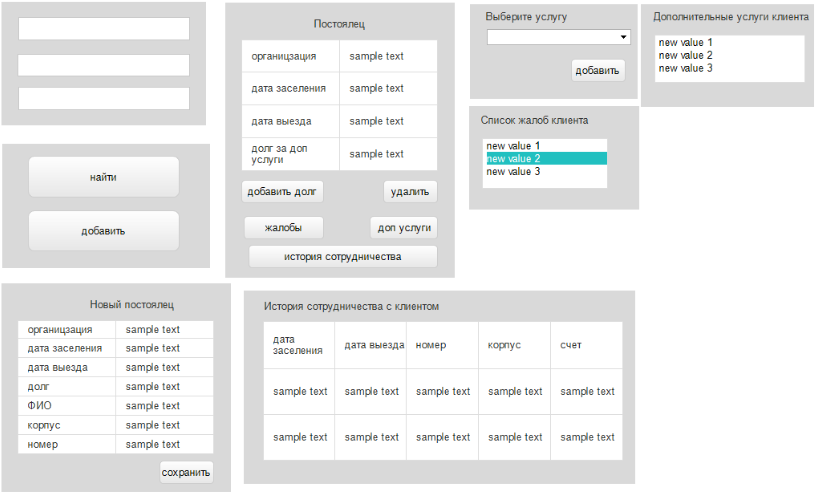 найти
добавить
Постоялец
органицзация sample text
дата заселения sample text
дата выезда sample text
долг за доп
услуги
sample text
добавить долг удалить
жалобы доп услуги
история сотрудничества
Выберите услугу
добавить
Дополнительные услуги клиента
new value 1
new value 2
new value 3
Список жалоб клиента
new value 1
new value 2
new value 3
Новый постоялец
органицзация sample text
дата заселения sample text
дата выезда sample text
долг sample text
ФИО sample text
корпус sample text
номер sample text
сохранить
История сотрудничества с клиентом
дата
заселения
дата выезда номер корпус счет
sample text sample text sample text sample text sample text
sample text sample text sample text sample text sample text